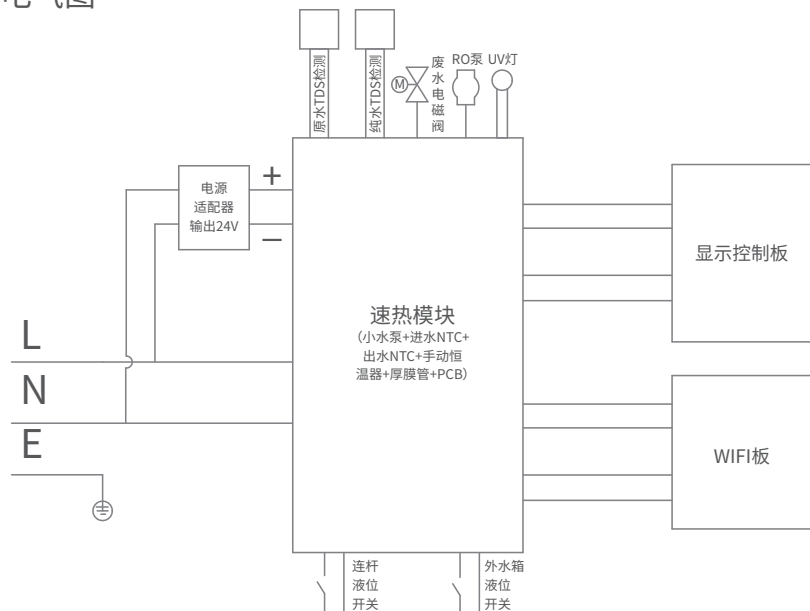 电气图
原水TDS检测
纯水TDS检测
M
废
水
电
磁
阀
RO泵
UV灯
电源
适配器
输出24V
+
−
速热模块
（小水泵+进水NTC+
出水NTC+手动恒
温器+厚膜管+PCB）
L
N
E
显示控制板
WIFI板
连杆
液位
开关
外水箱
液位
开关